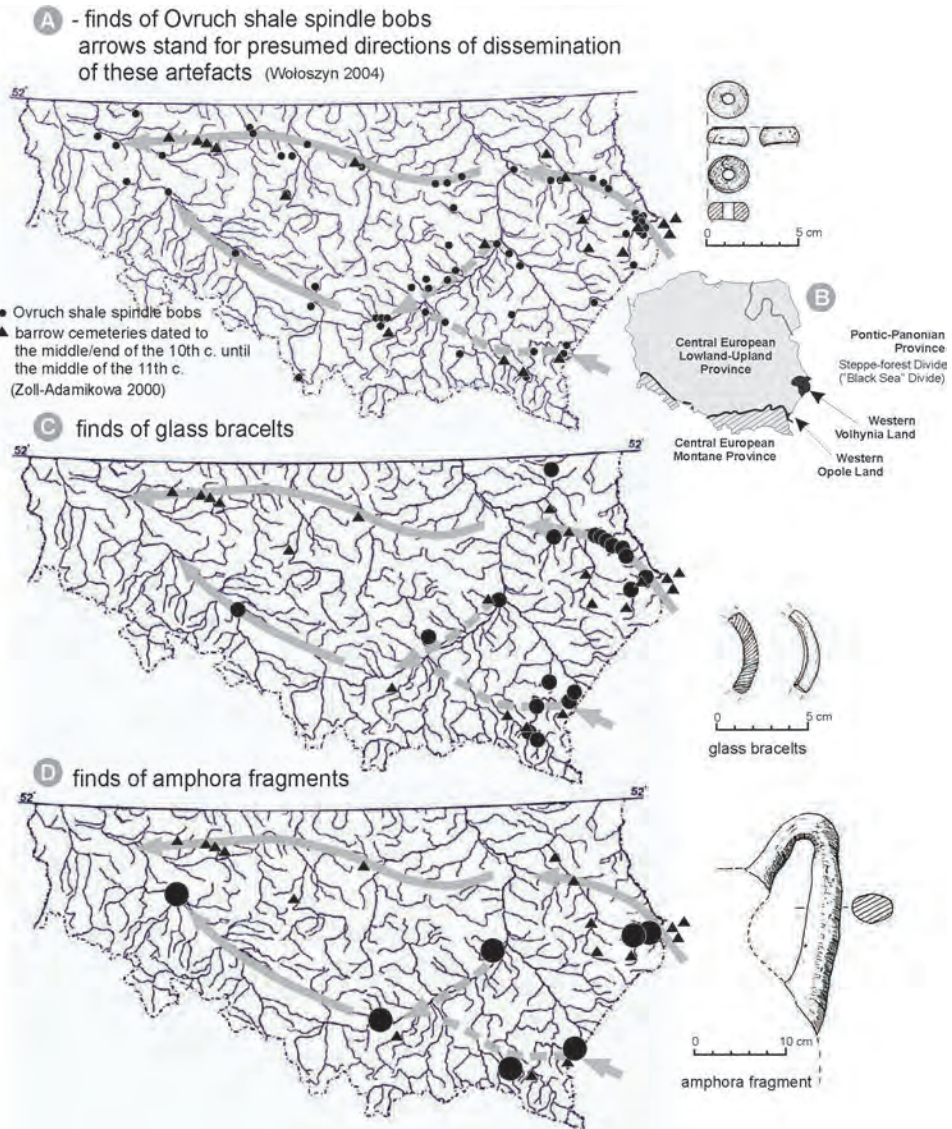 A - finds of Ovruch shale spindle bobs
arrows stand for presumed directions of dissemination
of these artefacts (Wołoszyn 2004)
52°
0 5 cm
● Ovruch shale spindle bobs
▲ barrow cemeteries dated to
the middle/end of the 10th c. until
the middle of the 11th c.
(Zoll-Adamikowa 2000)
B
Central European
Lowland-Upland
Province
Pontic-Panonian
Province
Steppe-forest Divide
("Black Sea" Divide)
Western
Volhynia Land
Western
Opole Land
Central European
Montane Province
C finds of glass bracelts
52° 52°
0 5 cm
glass bracelts
D finds of amphora fragments
52° 52°
0 10 cm
amphora fragment